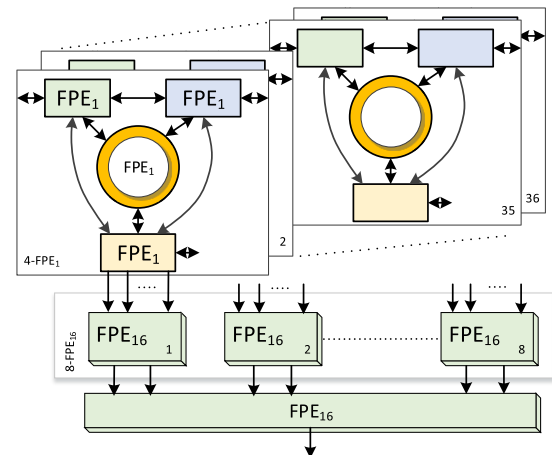 FPE₁ FPE₁
FPE₁
FPE₁
4-FPE₁
2
35
36
8-FPE₁₆
FPE₁₆ 1
FPE₁₆ 2
FPE₁₆ 8
FPE₁₆